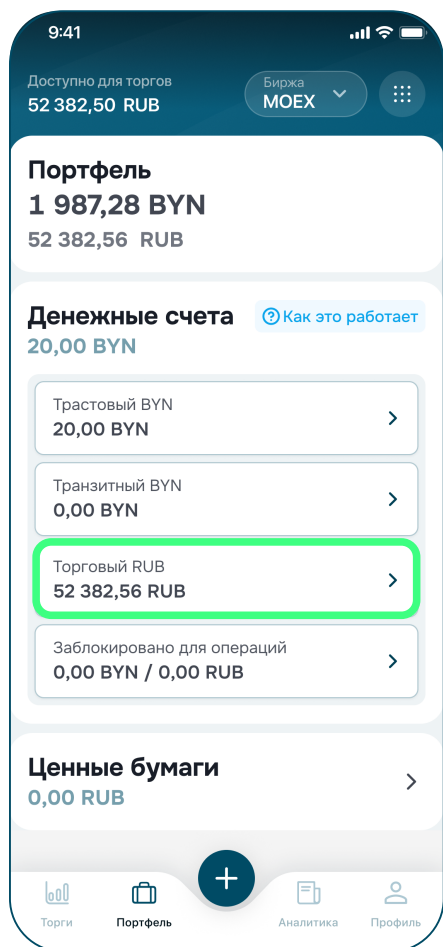 9:41
Доступно для торгов
52 382,50 RUB
Биржа
MOEX
Портфель
1 987,28 BYN
52 382,56 RUB
Денежные счета
Как это работает
20,00 BYN
Трастовый BYN
20,00 BYN
Транзитный BYN
0,00 BYN
Торговый RUB
52 382,56 RUB
Заблокировано для операций
0,00 BYN / 0,00 RUB
Ценные бумаги
0,00 RUB
Торги
Портфель
Аналитика
Профиль